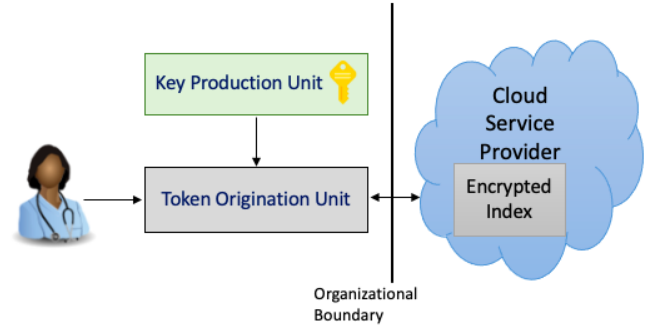 Key Production Unit
Token Origination Unit
Cloud
Service
Provider
Encrypted
Index
Organizational
Boundary